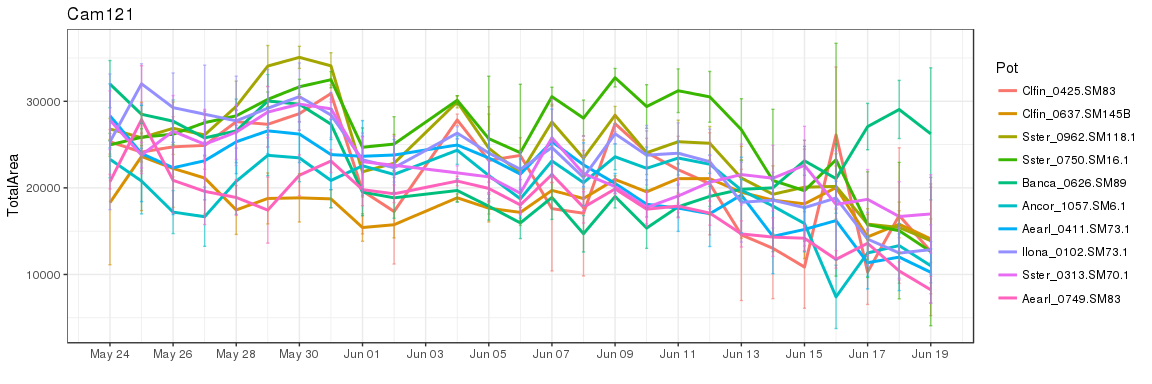 Cam121
TotalArea
30000
20000
10000
May 24
May 26
May 28
May 30
Jun 01
Jun 03
Jun 05
Jun 07
Jun 09
Jun 11
Jun 13
Jun 15
Jun 17
Jun 19
Pot
Clfin_0425.SM83
Clfin_0637.SM145B
Sster_0962.SM118.1
Sster_0750.SM16.1
Banca_0626.SM89
Ancor_1057.SM6.1
Aearl_0411.SM73.1
Ilona_0102.SM73.1
Sster_0313.SM70.1
Aearl_0749.SM83